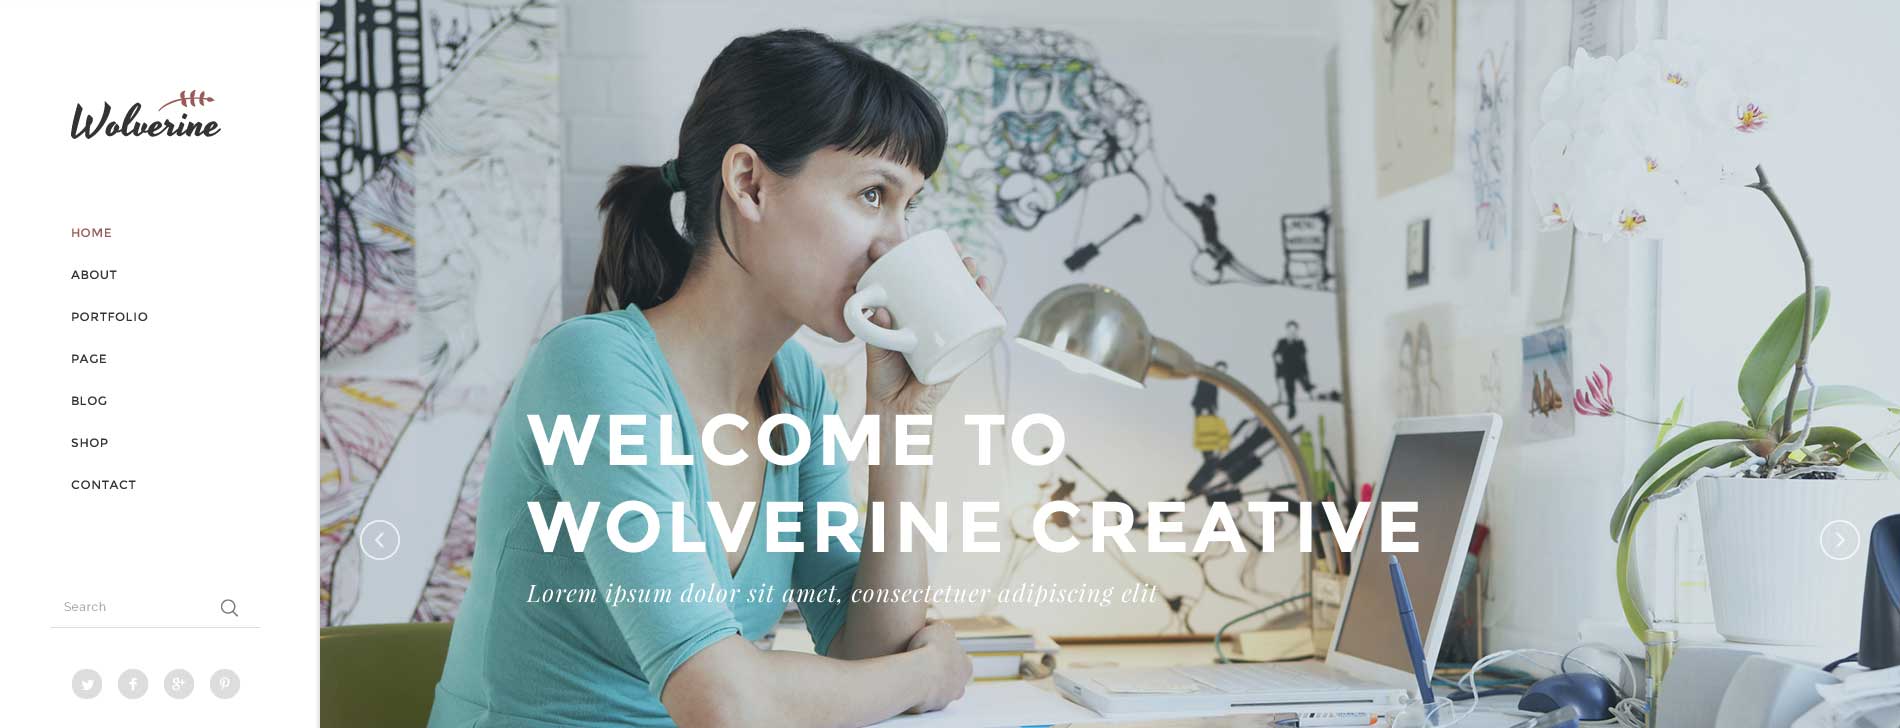 Wolverine
HOME
ABOUT
PORTFOLIO
PAGE
BLOG
SHOP
CONTACT
Search
WELCOME TO
WOLVERINE CREATIVE
Lorem ipsum dolor sit amet, consectetuer adipiscing elit